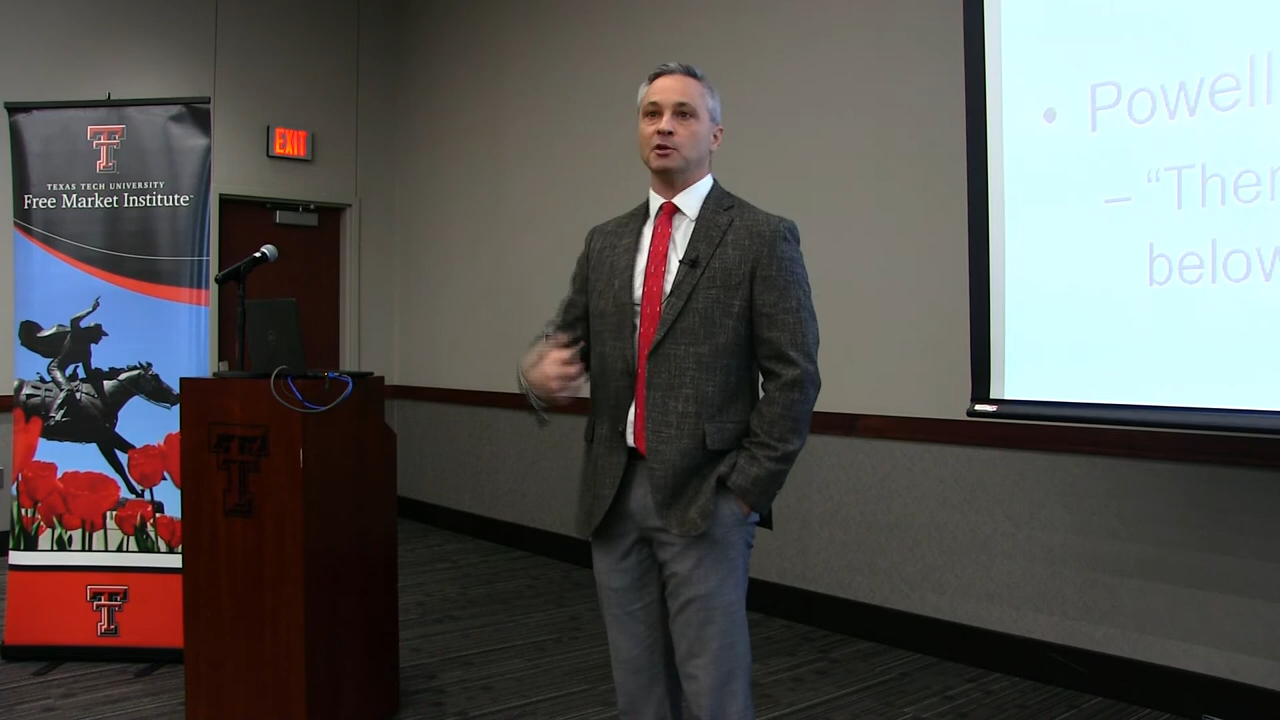 TEXAS TECH UNIVERSITY
Free Market Institute
EXIT
• Powell
– “Ther
below